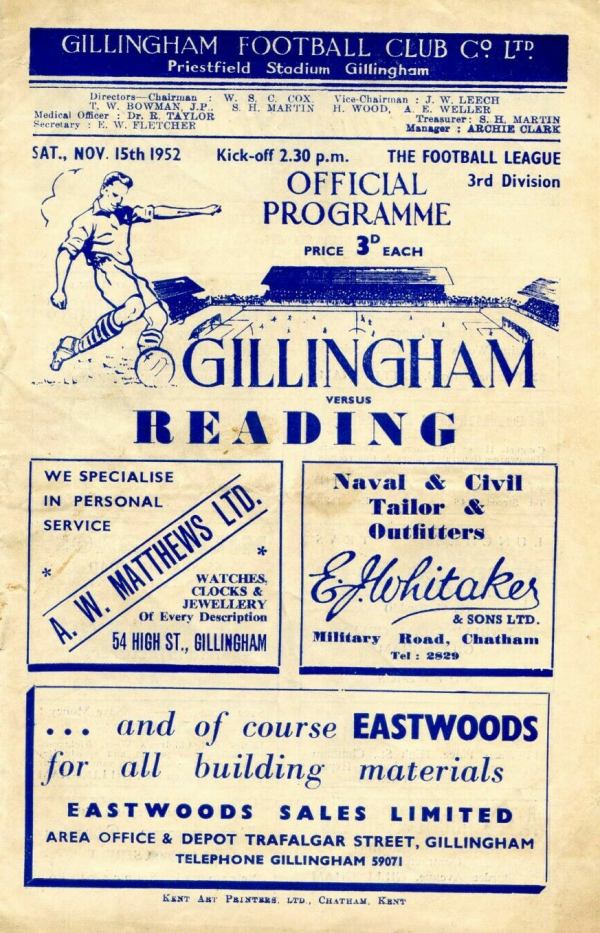 GILLINGHAM FOOTBALL CLUB Cº LTD.
Priestfield Stadium Gillingham
Directors—Chairman : W. S. C. COX. Vice-Chairman : J. W. LEECH
T. W. BOWMAN, J.P. S. H. MARTIN H. WOOD, A. E. WELLER
Medical Officer : Dr. R. TAYLOR Treasurer: S. H. MARTIN
Secretary : E. W. FLETCHER Manager : ARCHIE CLARK
SAT., NOV. 15th 1952 Kick-off 2.30 p.m. THE FOOTBALL LEAGUE
3rd Division
OFFICIAL
PROGRAMME
PRICE 3D EACH
GILLINGHAM
VERSUS
READING
WE SPECIALISE
IN PERSONAL
SERVICE
* A. W. MATTHEWS LTD. *
WATCHES,
CLOCKS &
JEWELLERY
Of Every Description
54 HIGH ST., GILLINGHAM
Naval & Civil
Tailor &
Outfitters
E. J. Whitaker
& SONS LTD.
Military Road, Chatham
Tel : 2829
... and of course EASTWOODS
for all building materials
EASTWOODS SALES LIMITED
AREA OFFICE & DEPOT TRAFALGAR STREET, GILLINGHAM
TELEPHONE GILLINGHAM 59071
KENT ART PRINTERS, LTD., CHATHAM, KENT